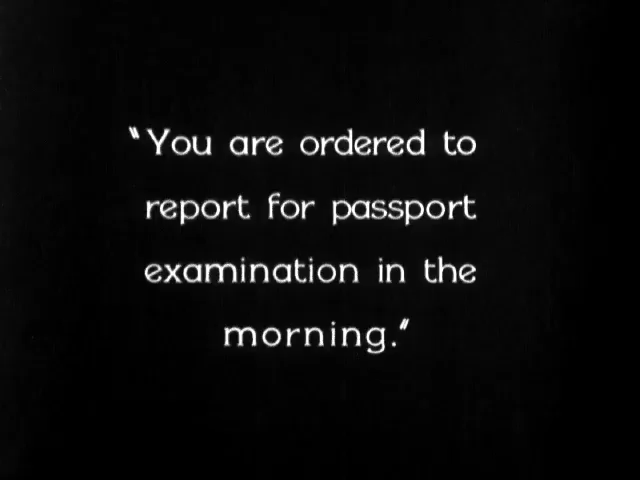 "You are ordered to
report for passport
examination in the
morning."